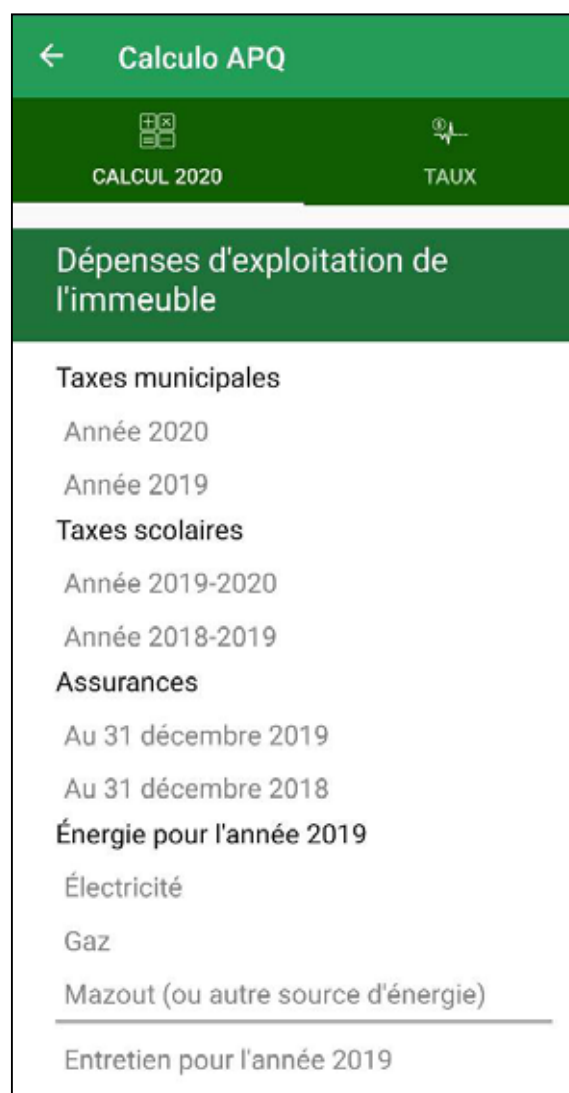 Calculo APQ
CALCUL 2020
TAUX
Dépenses d'exploitation de
l'immeuble
Taxes municipales
Année 2020
Année 2019
Taxes scolaires
Année 2019-2020
Année 2018-2019
Assurances
Au 31 décembre 2019
Au 31 décembre 2018
Énergie pour l'année 2019
Électricité
Gaz
Mazout (ou autre source d'énergie)
Entretien pour l'année 2019